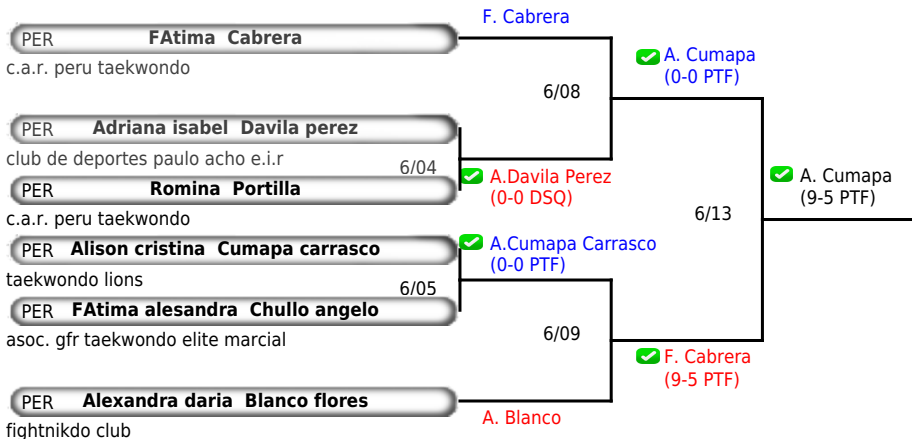 F. Cabrera
PER FAtima Cabrera
c.a.r. peru taekwondo
A. Cumapa
(0-0 PTF)
6/08
PER Adriana isabel Davila perez
club de deportes paulo acho e.i.r
6/04
A.Davila Perez
(0-0 DSQ)
PER Romina Portilla
c.a.r. peru taekwondo
A. Cumapa
(9-5 PTF)
6/13
PER Alison cristina Cumapa carrasco
A.Cumapa Carrasco
(0-0 PTF)
taekwondo lions
6/05
PER FAtima alesandra Chullo angelo
asoc. gfr taekwondo elite marcial
6/09
F. Cabrera
(9-5 PTF)
PER Alexandra daria Blanco flores
A. Blanco
fightnikdo club